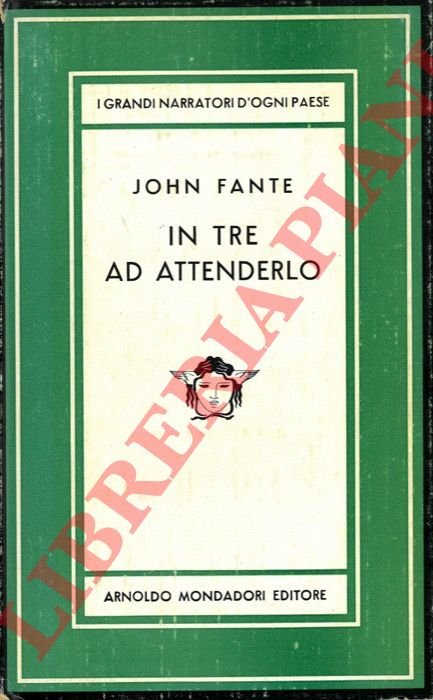 I GRANDI NARRATORI D'OGNI PAESE
JOHN FANTE
IN TRE
AD ATTENDERLO
ARNOLDO MONDADORI EDITORE
LIBRERIA PIANI